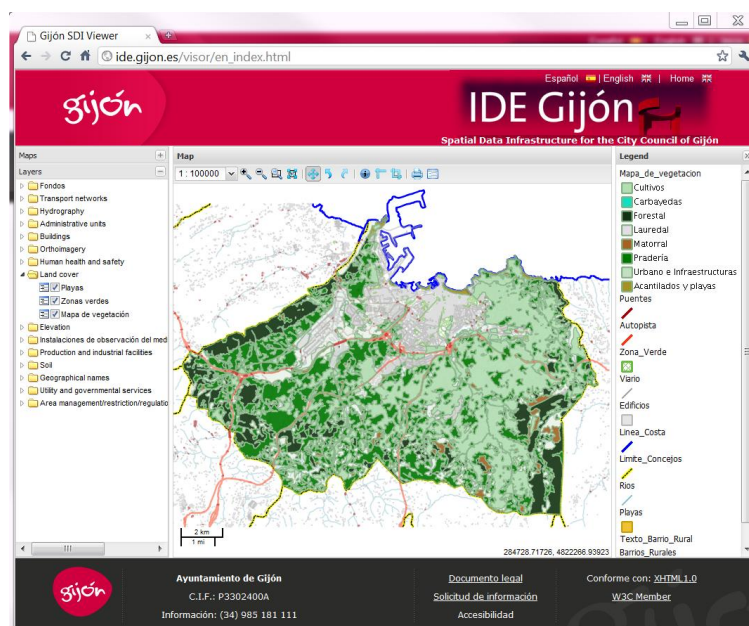 Gijón SDI Viewer
ide.gijon.es/visor/en_index.html
Español | English | Home
gijón
IDE Gijón
Spatial Data Infrastructure for the City Council of Gijón
Maps
Layers
Fondos
Transport networks
Hydrography
Administrative units
Buildings
Orthoimagery
Human health and safety
Land cover
Playas
Zonas verdes
Mapa de vegetación
Elevation
Instalaciones de observación del med
Production and industrial facilities
Soil
Geographical names
Utility and governmental services
Area management/restriction/regulatio
Map
1 : 100000
2 km
1 mi
284728.71726, 4822266.93923
Legend
Mapa_de_vegetacion
Cultivos
Carbayedas
Forestal
Lauredal
Matorral
Pradería
Urbano e Infraestructuras
Acantilados y playas
Puentes
Autopista
Zona_Verde
Viario
Edificios
Linea_Costa
Limite_Concejos
Rios
Playas
Texto_Barrio_Rural
Barrios_Rurales
gijón
Ayuntamiento de Gijón
C.I.F.: P3302400A
Información: (34) 985 181 111
Documento legal
Solicitud de información
Accesibilidad
Conforme con: XHTML1.0
W3C Member